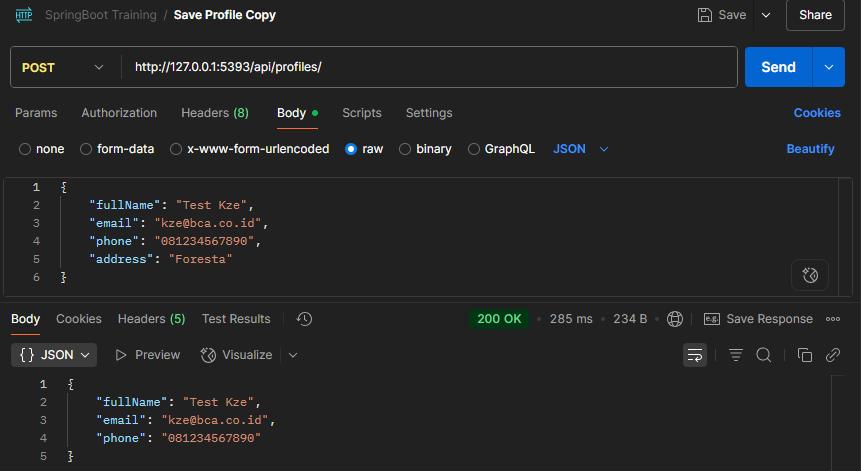 HTTP SpringBoot Training / Save Profile Copy Save Share
POST http://127.0.0.1:5393/api/profiles/ Send
Params Authorization Headers (8) Body Scripts Settings Cookies
none form-data x-www-form-urlencoded raw binary GraphQL JSON Beautify
1 {
2 "fullName": "Test Kze",
3 "email": "kze@bca.co.id",
4 "phone": "081234567890",
5 "address": "Foresta"
6 }
Body Cookies Headers (5) Test Results 200 OK • 285 ms • 234 B • e.g. Save Response
{} JSON Preview Visualize
1 {
2 "fullName": "Test Kze",
3 "email": "kze@bca.co.id",
4 "phone": "081234567890"
5 }